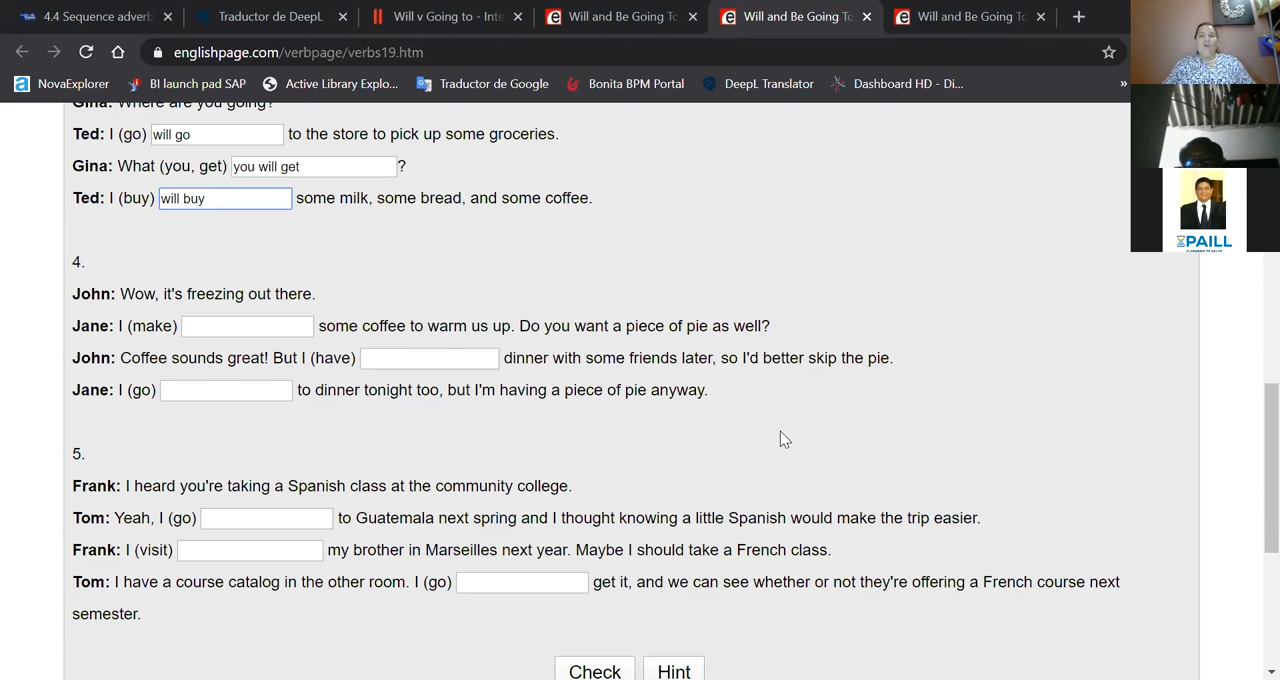 4.4 Sequence adverb
Traductor de DeepL
Will v Going to - Inte
Will and Be Going To
Will and Be Going To
Will and Be Going To
englishpage.com/verbpage/verbs19.htm
NovaExplorer
BI launch pad SAP
Active Library Explo...
Traductor de Google
Bonita BPM Portal
DeepL Translator
Dashboard HD - Di...
»
Gina: Where are you going?
Ted: I (go) will go to the store to pick up some groceries.
Gina: What (you, get) you will get ?
Ted: I (buy) will buy some milk, some bread, and some coffee.
4.
John: Wow, it's freezing out there.
Jane: I (make) some coffee to warm us up. Do you want a piece of pie as well?
John: Coffee sounds great! But I (have) dinner with some friends later, so I'd better skip the pie.
Jane: I (go) to dinner tonight too, but I'm having a piece of pie anyway.
5.
Frank: I heard you're taking a Spanish class at the community college.
Tom: Yeah, I (go) to Guatemala next spring and I thought knowing a little Spanish would make the trip easier.
Frank: I (visit) my brother in Marseilles next year. Maybe I should take a French class.
Tom: I have a course catalog in the other room. I (go) get it, and we can see whether or not they're offering a French course next
semester.
Check
Hint
PAILL